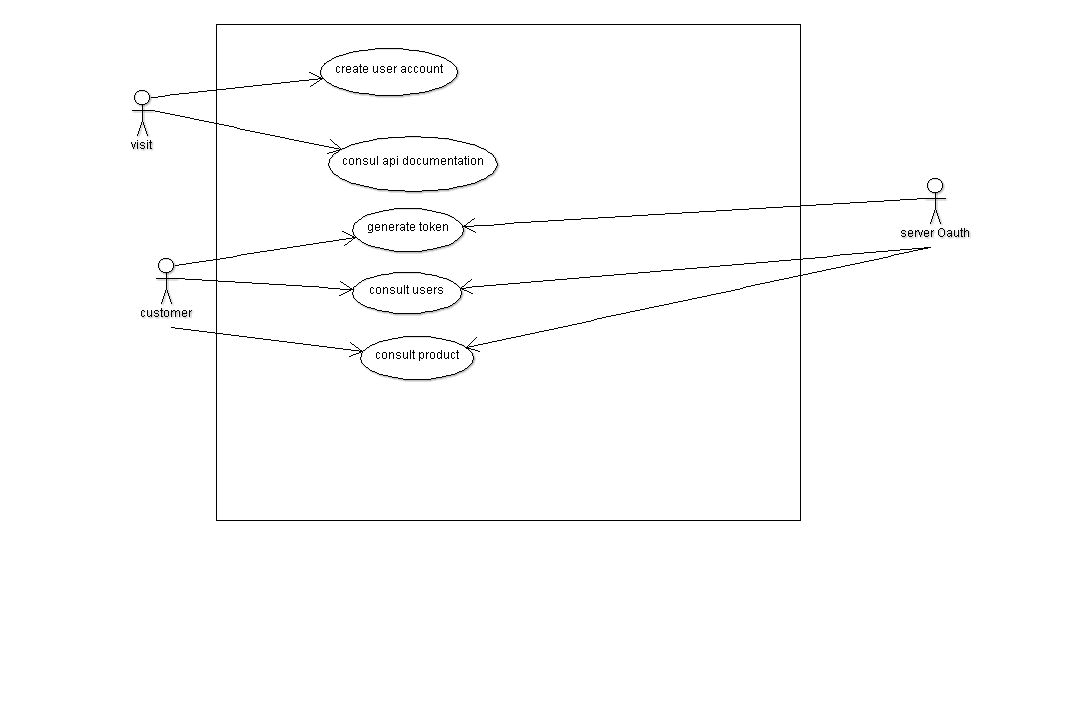 create user account
visit
consul api documentation
generate token
server Oauth
consult users
customer
consult product